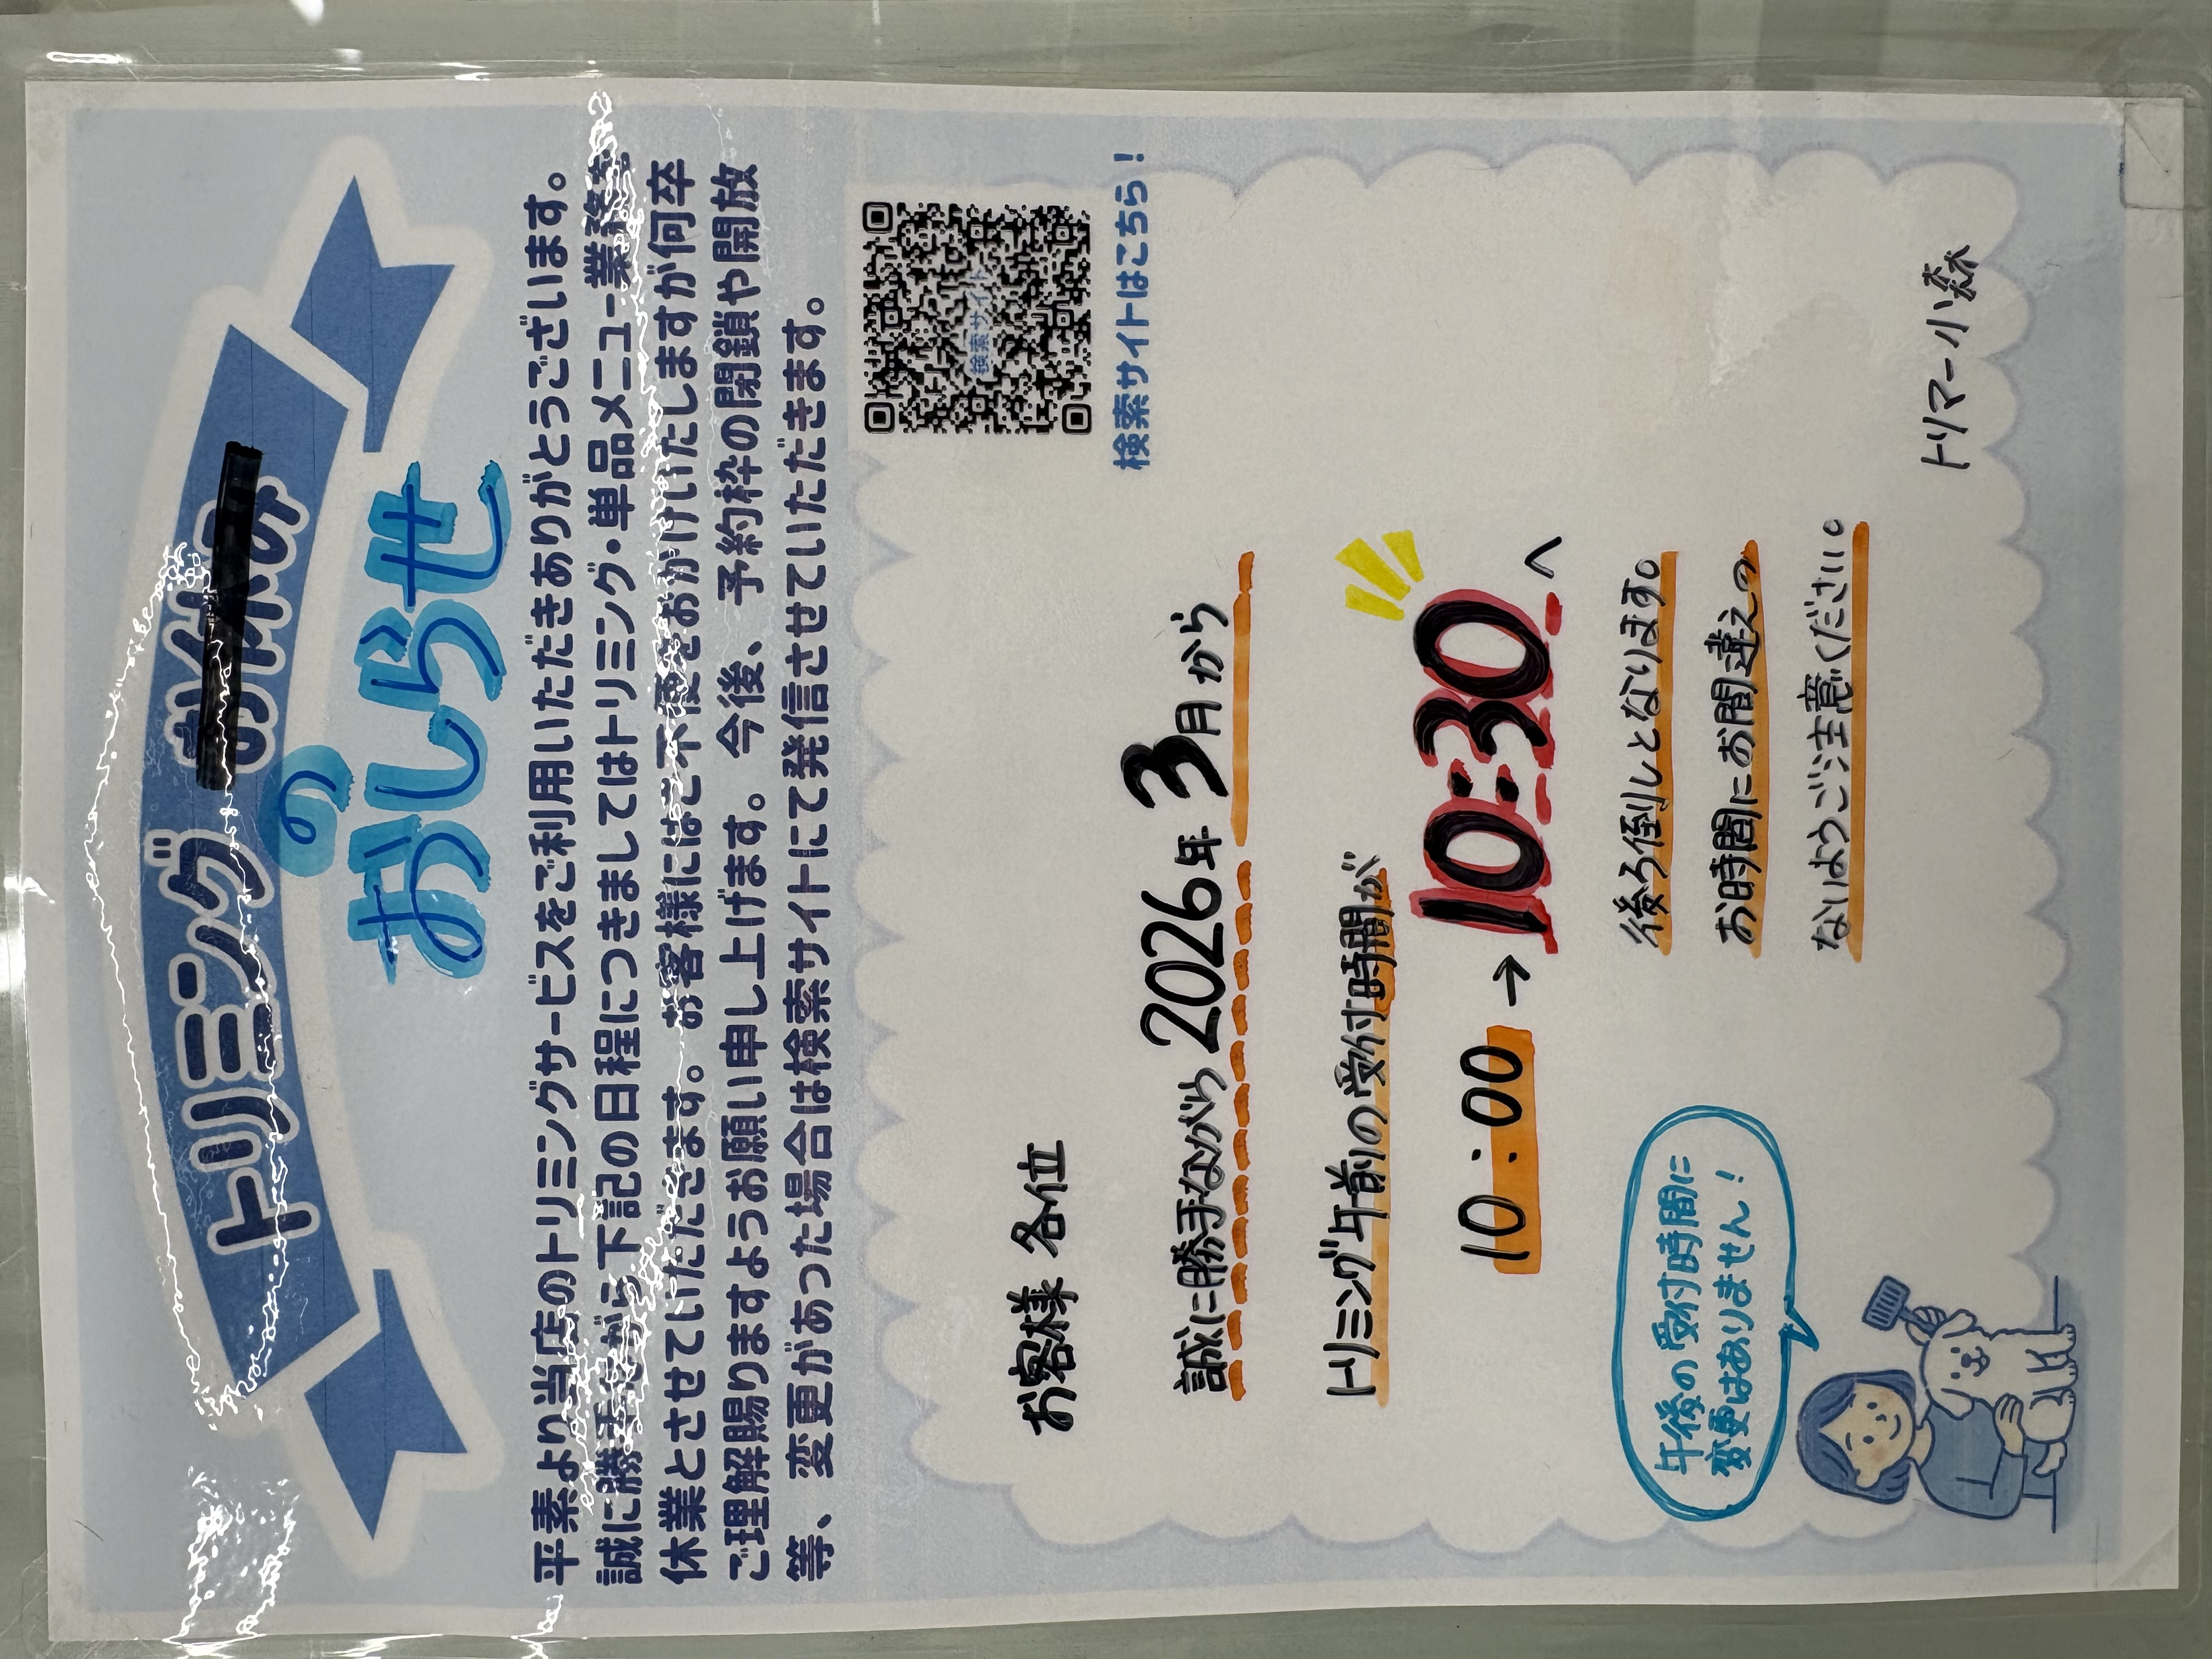 トリミング お休み
の
おしらせ
平素より当店のトリミングサービスをご利用いただきありがとうございます。
誠に勝手ながら下記の日程につきましてはトリミング・単品メニュー業務を
休業とさせていただきます。お客様にはご不便をおかけいたしますが何卒
ご理解賜りますようお願い申し上げます。今後、予約枠の閉鎖や開放
等、変更があった場合は検索サイトにて発信させていただきます。
検索サイト
検索サイトはこちら!
お客様 各位
誠に勝手ながら 2026年 3月から
トリミング午前の受付時間が
10:00 → 10:30へ
後ろ倒しとなります。
お時間にお間違えの
ないようご注意ください。
午後の受付時間に
変更はありません!
トリマー小森